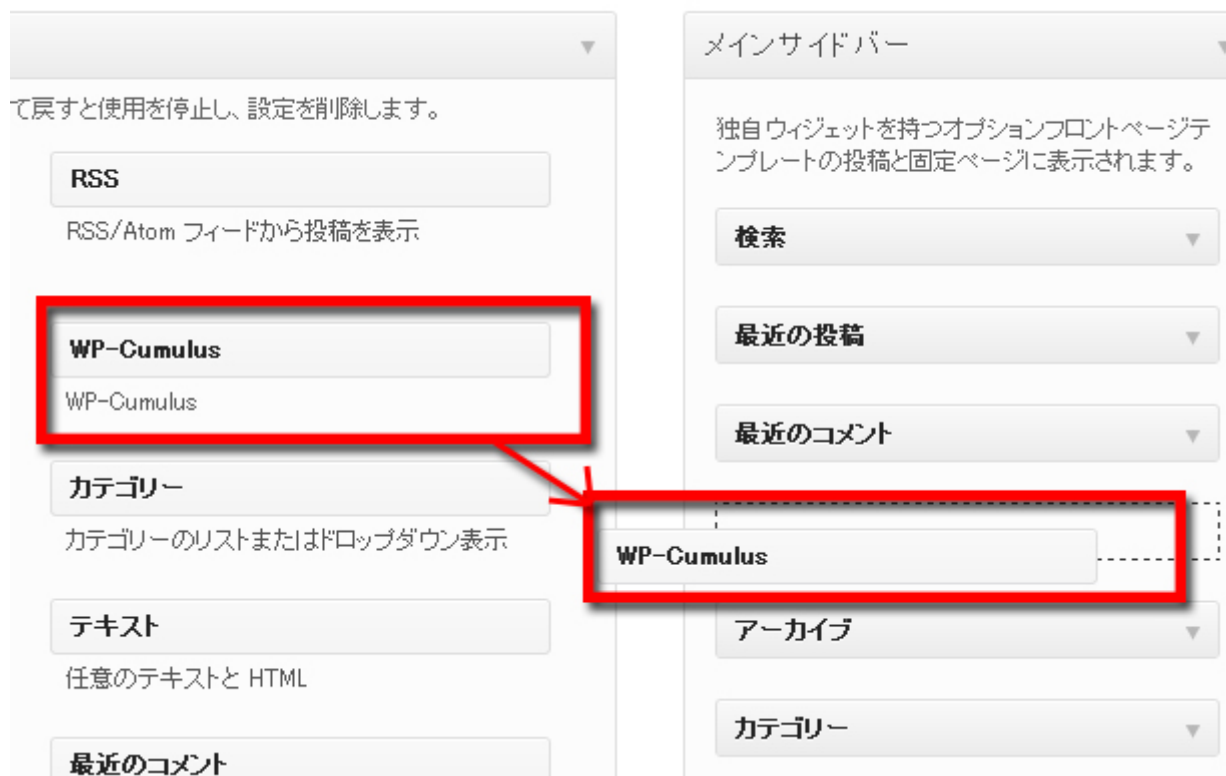 て戻すと使用を停止し、設定を削除します。
RSS
RSS/Atom フィードから投稿を表示
WP-Cumulus
WP-Cumulus
カテゴリー
カテゴリーのリストまたはドロップダウン表示
テキスト
任意のテキストと HTML
最近のコメント
メインサイドバー
独自ウィジェットを持つオプションフロントページテ
ンプレートの投稿と固定ページに表示されます。
検索
最近の投稿
最近のコメント
WP-Cumulus
アーカイブ
カテゴリー